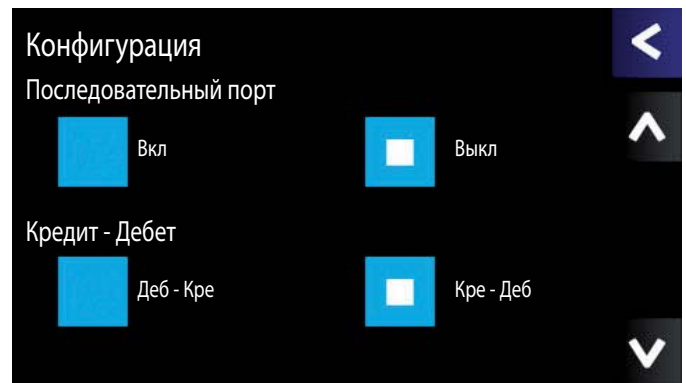 Конфигурация
Последовательный порт
Вкл
Выкл
Кредит - Дебет
Деб - Кре
Кре - Деб